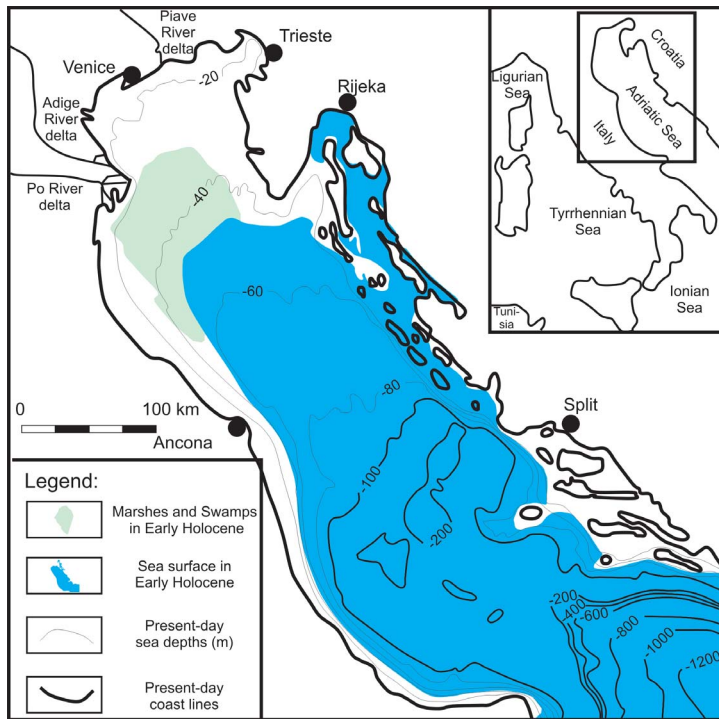 Piave
River
delta
Trieste
Venice
-20
Rijeka
Adige
River
delta
Po River
delta
-40
-60
-80
0 100 km
Ancona
Split
-100
-200
-200
-400
-600
-800
-1000
-1200
Croatia
Ligurian
Sea
Adriatic Sea
Italy
Tyrrhennian
Sea
Ionian
Sea
Tuni-
sia
Legend:
Marshes and Swamps
in Early Holocene
Sea surface in
Early Holocene
Present-day
sea depths (m)
Present-day
coast lines